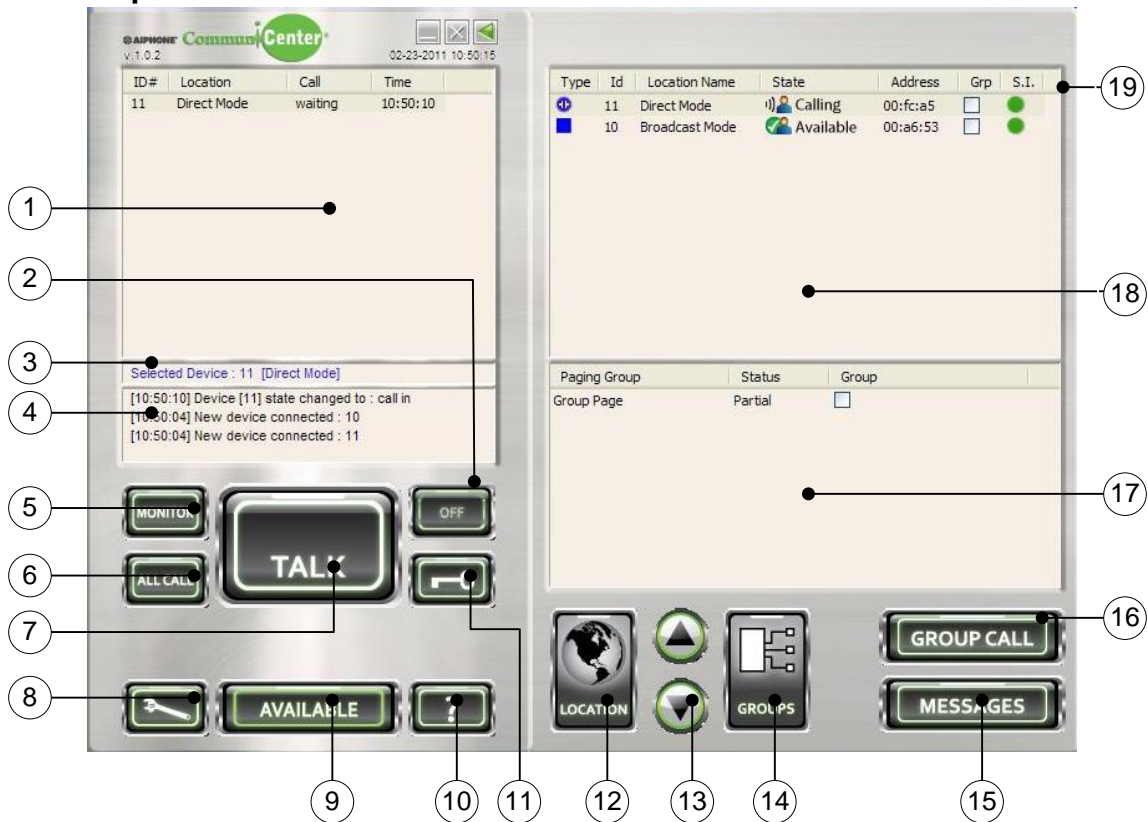 AIPHONE CommuniCenter
v.1.0.2
02-23-2011 10:50:15
ID# Location Call Time
11 Direct Mode waiting 10:50:10
Selected Device : 11 [Direct Mode]
[10:50:10] Device [11] state changed to : call in
[10:50:04] New device connected : 10
[10:50:04] New device connected : 11
MONITOR
TALK
OFF
ALL CALL
AVAILABLE
?
Type Id Location Name State Address Grp S.I.
11 Direct Mode Calling 00:fc:a5
10 Broadcast Mode Available 00:a6:53
Paging Group Status Group
Group Page Partial
LOCATION
GROUPS
GROUP CALL
MESSAGES
1
2
3
4
5
6
7
8
9
10
11
12
13
14
15
16
17
18
19